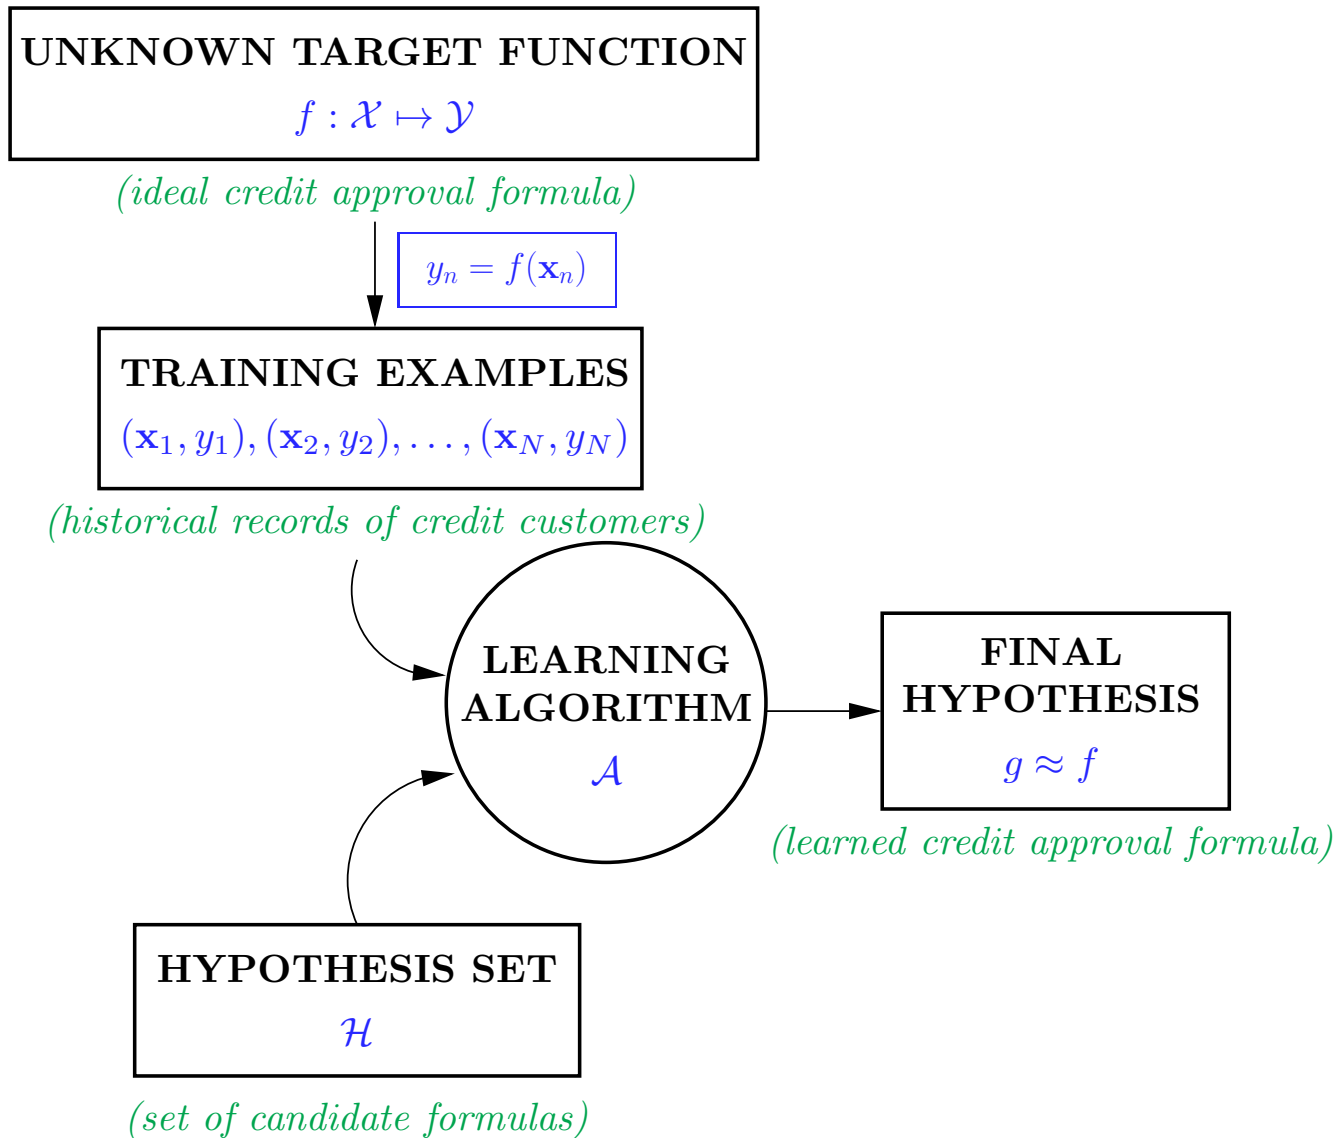 UNKNOWN TARGET FUNCTION
f : 𝒳 ↦ 𝒴
(ideal credit approval formula)
yₙ = f(𝐱ₙ)
TRAINING EXAMPLES
(𝐱₁, y₁), (𝐱₂, y₂), . . . , (𝐱_N, y_N)
(historical records of credit customers)
LEARNING
ALGORITHM
𝒜
FINAL
HYPOTHESIS
g ≈ f
(learned credit approval formula)
HYPOTHESIS SET
ℋ
(set of candidate formulas)